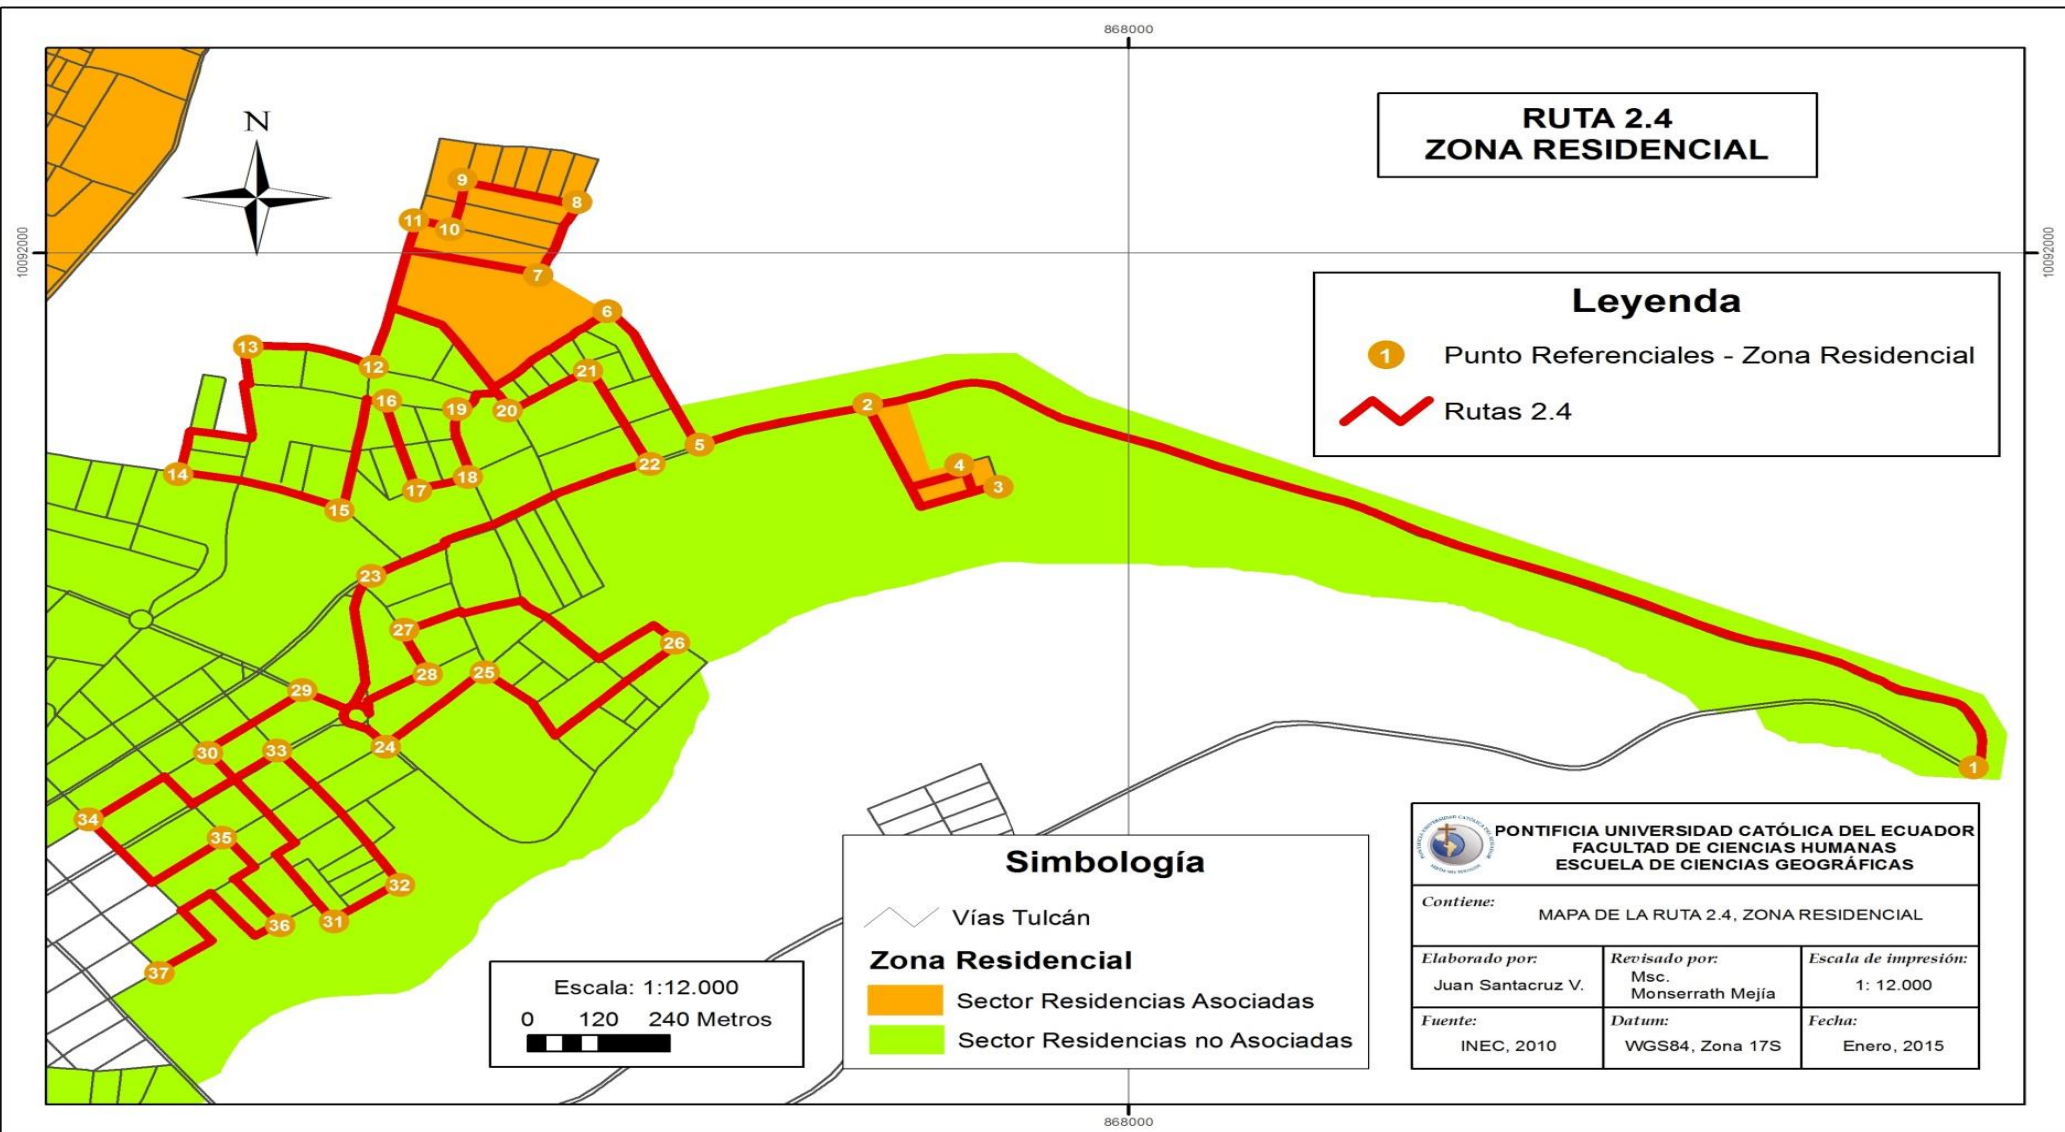 868000
RUTA 2.4
ZONA RESIDENCIAL
N
10092000
10092000
Leyenda
1 Punto Referenciales - Zona Residencial
Rutas 2.4
9
8
11
10
7
6
13
12
21
16
19
20
2
5
4
22
14
18
3
17
15
23
27
26
28
25
29
24
30
33
1
34
35
32
31
36
37
Simbología
Vías Tulcán
Zona Residencial
Sector Residencias Asociadas
Sector Residencias no Asociadas
Escala: 1:12.000
0 120 240 Metros
PONTIFICIA UNIVERSIDAD CATÓLICA DEL ECUADOR
FACULTAD DE CIENCIAS HUMANAS
ESCUELA DE CIENCIAS GEOGRÁFICAS
Contiene:
MAPA DE LA RUTA 2.4, ZONA RESIDENCIAL
Elaborado por:
Juan Santacruz V.
Revisado por:
Msc.
Monserrath Mejía
Escala de impresión:
1: 12.000
Fuente:
INEC, 2010
Datum:
WGS84, Zona 17S
Fecha:
Enero, 2015
868000